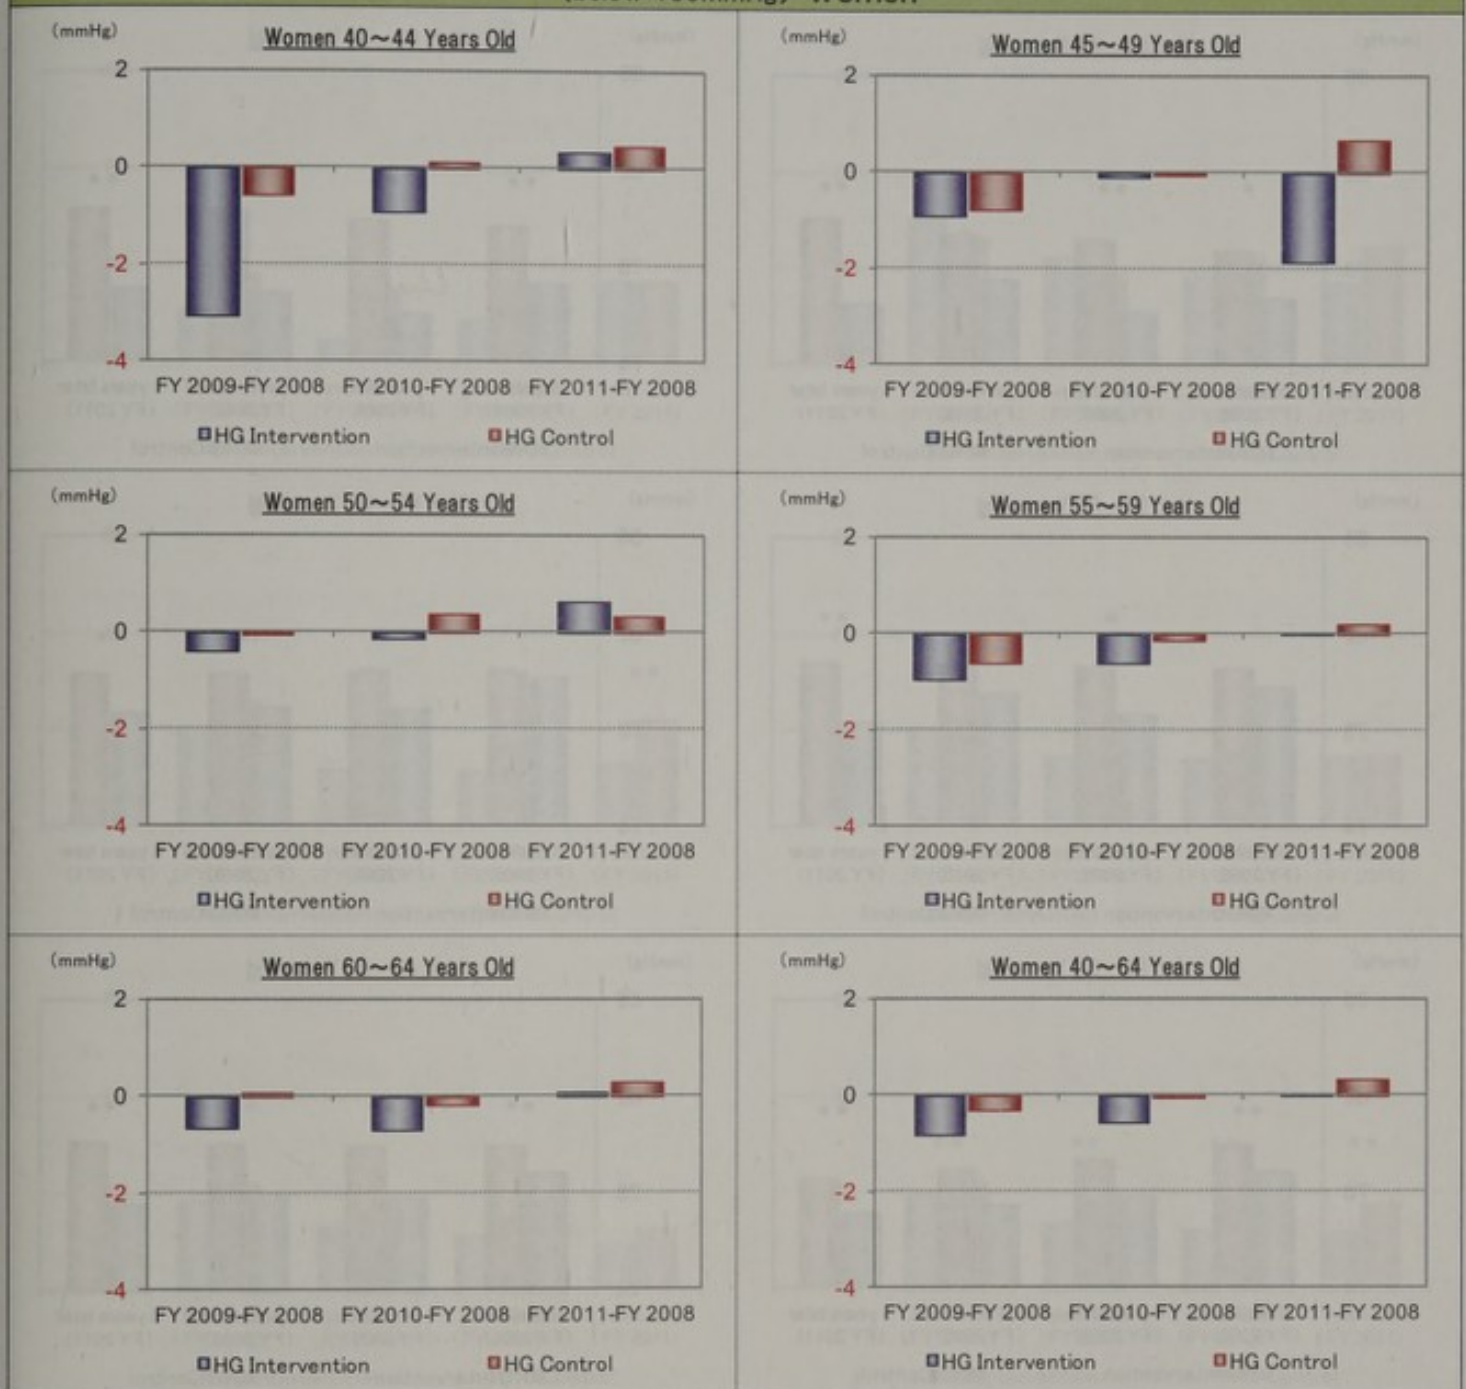 Women
(mmHg) Women 40～44 Years Old
2
0
-2
-4
FY 2009-FY 2008 FY 2010-FY 2008 FY 2011-FY 2008
HG Intervention HG Control
(mmHg) Women 45～49 Years Old
2
0
-2
-4
FY 2009-FY 2008 FY 2010-FY 2008 FY 2011-FY 2008
HG Intervention HG Control
(mmHg) Women 50～54 Years Old
2
0
-2
-4
FY 2009-FY 2008 FY 2010-FY 2008 FY 2011-FY 2008
HG Intervention HG Control
(mmHg) Women 55～59 Years Old
2
0
-2
-4
FY 2009-FY 2008 FY 2010-FY 2008 FY 2011-FY 2008
HG Intervention HG Control
(mmHg) Women 60～64 Years Old
2
0
-2
-4
FY 2009-FY 2008 FY 2010-FY 2008 FY 2011-FY 2008
HG Intervention HG Control
(mmHg) Women 40～64 Years Old
2
0
-2
-4
FY 2009-FY 2008 FY 2010-FY 2008 FY 2011-FY 2008
HG Intervention HG Control